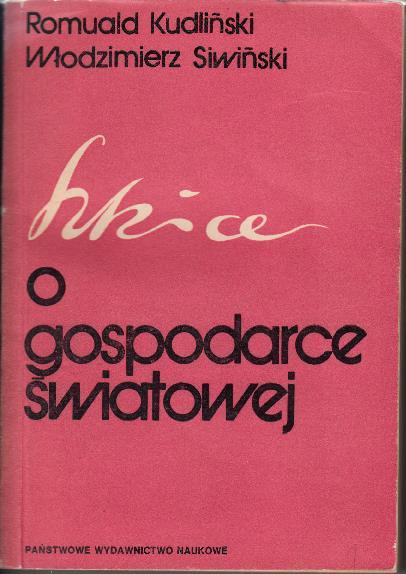 Romuald Kudliński
Włodzimierz Siwiński
Szkice
o
gospodarce
światowej
PAŃSTWOWE WYDAWNICTWO NAUKOWE